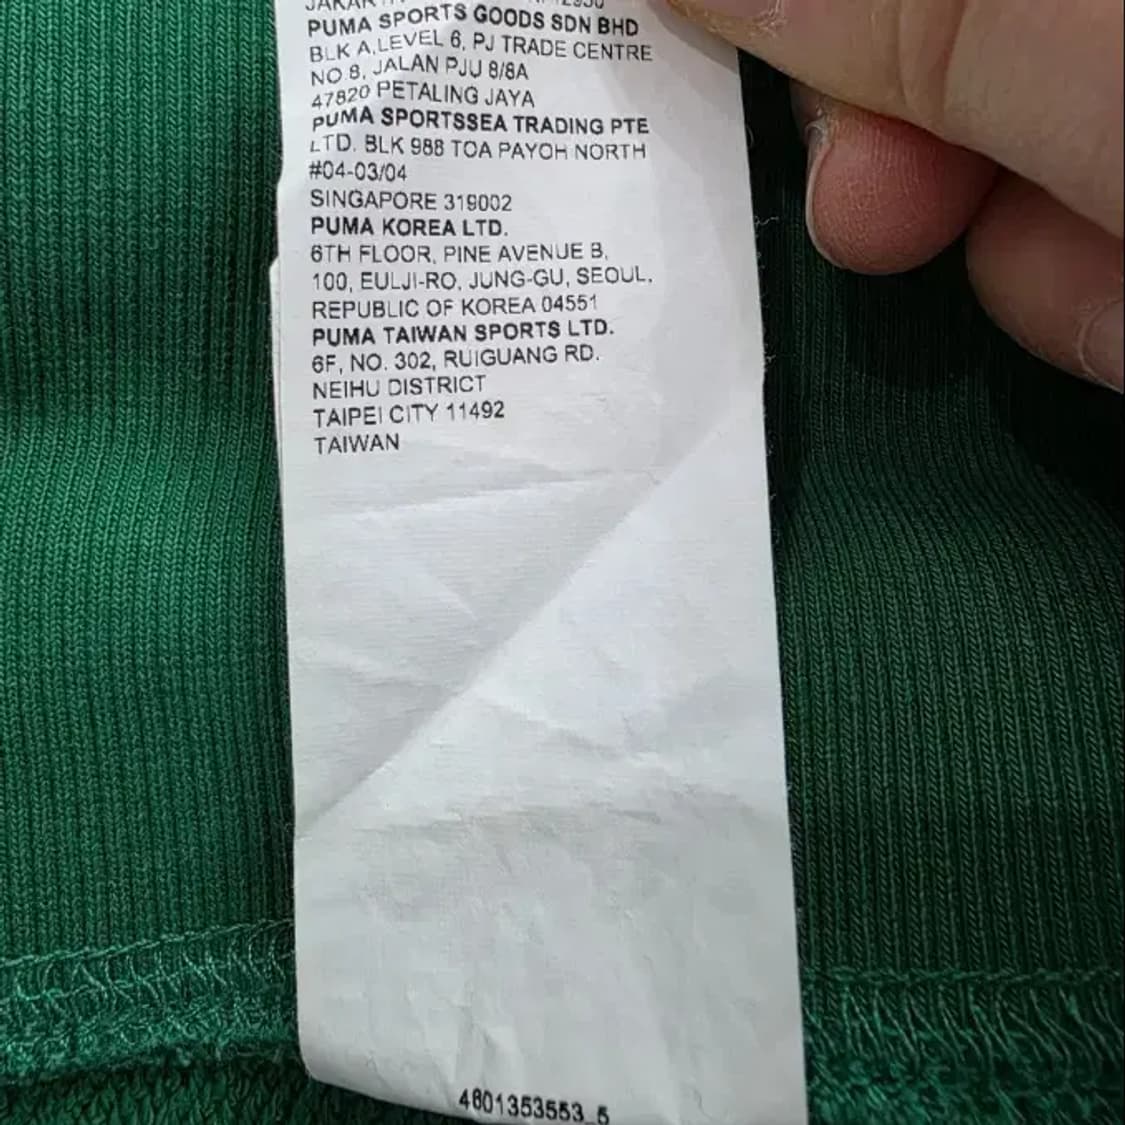 PUMA SPORTS GOODS SDN BHD
BLK A,LEVEL 6, PJ TRADE CENTRE
NO.8, JALAN PJU 8/8A
47820 PETALING JAYA
PUMA SPORTSSEA TRADING PTE
LTD. BLK 988 TOA PAYOH NORTH
#04-03/04
SINGAPORE 319002
PUMA KOREA LTD.
6TH FLOOR, PINE AVENUE B,
100, EULJI-RO, JUNG-GU, SEOUL,
REPUBLIC OF KOREA 04551
PUMA TAIWAN SPORTS LTD.
6F, NO. 302, RUIGUANG RD.
NEIHU DISTRICT
TAIPEI CITY 11492
TAIWAN
4601353553_5